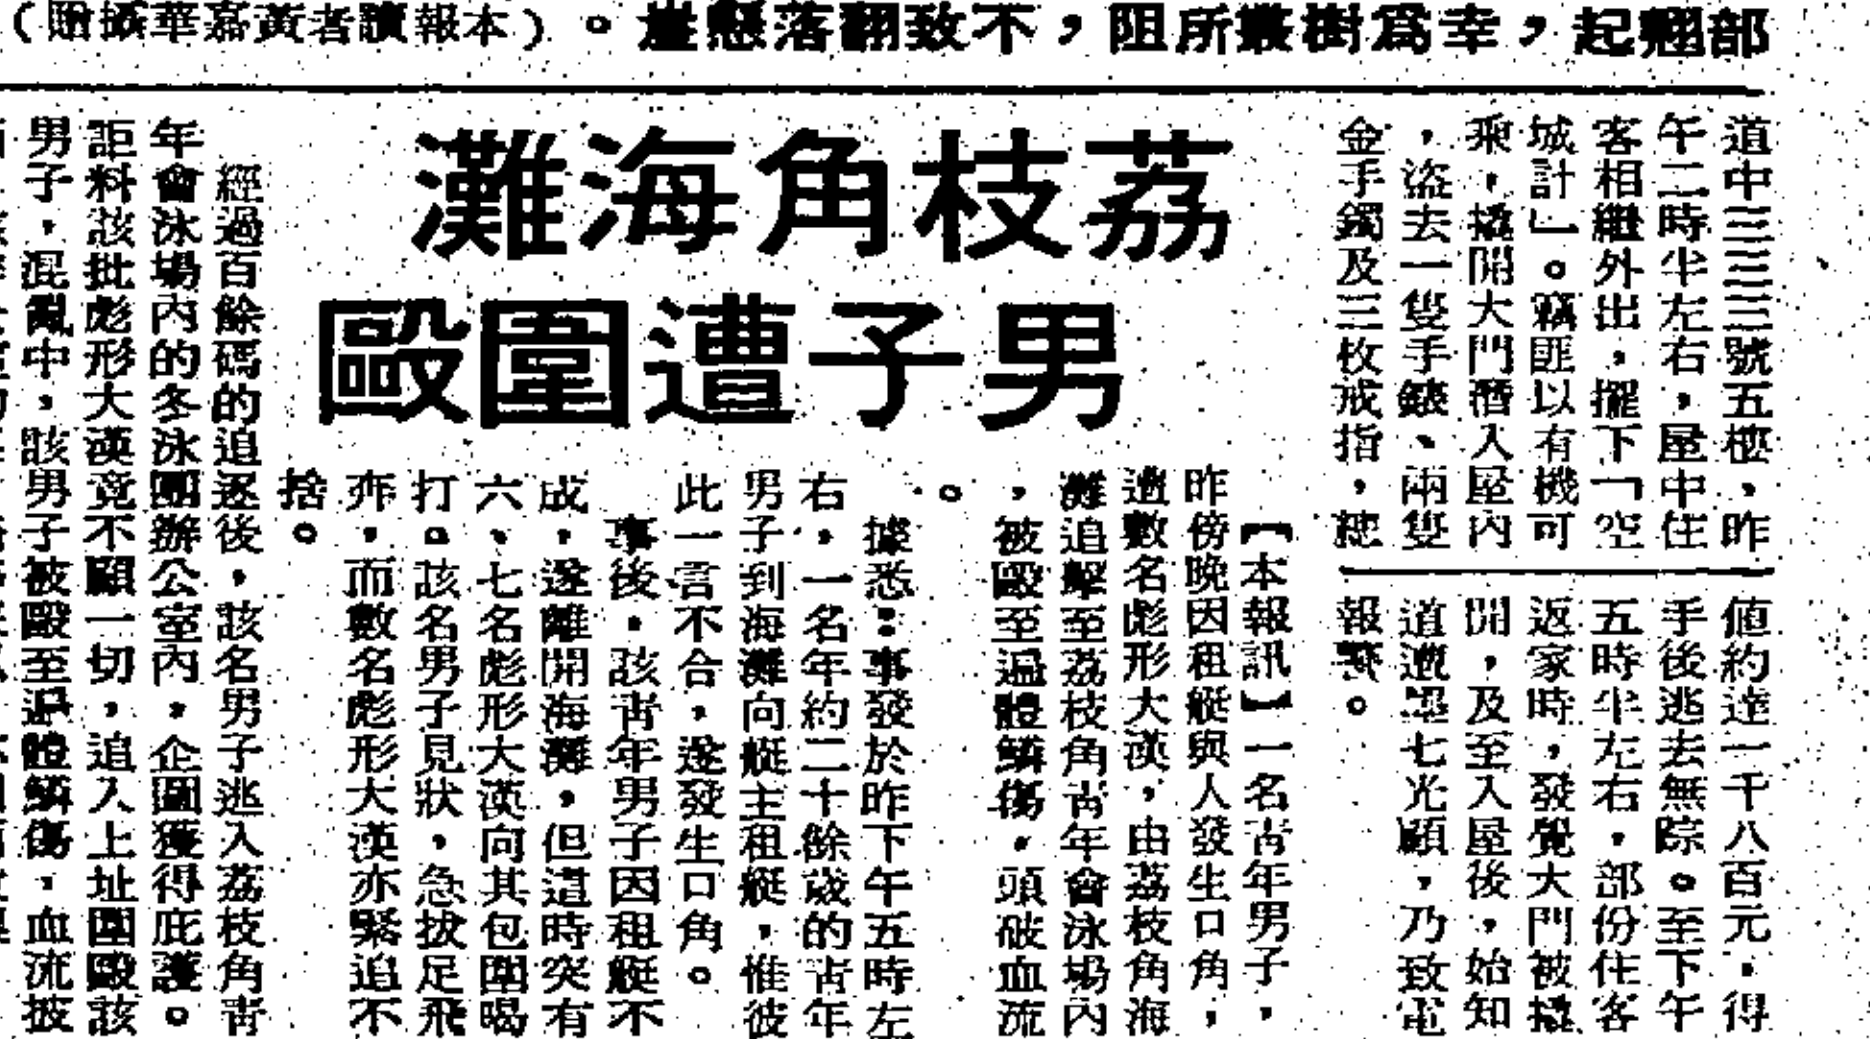 部翹起，幸爲樹叢所阻，不致翻落懸崖。（本報讀者黃嘉華攝贈）
道中三三三號五樓，昨
午二時半左右，屋中住
客相繼外出，擺下「空
城計」。竊匪以有機可
乘，撬開大門潛入屋內
，盜去一隻手錶、兩隻
金手鐲及三枚戒指，總
值約達一千八百元，得
手後逃去無踪。至下午
五時半左右，部份住客
返家時，發覺大門被撬
開，及至入屋後，始知
道遭黑七光顧，乃致電
報警。
荔枝角海灘
男子遭圍毆
【本報訊】一名青年男子，
昨傍晚因租艇與人發生口角，
遭數名彪形大漢，由荔枝角海
灘追擊至荔枝角青年會泳場內
，被毆至遍體鱗傷，頭破血流
。
據悉：事發於昨下午五時左
右，一名年約二十餘歲的青年
男子到海灘向艇主租艇，惟彼
此一言不合，遂發生口角。
事後，該青年男子因租艇不
成，遂離開海灘，但這時突有
六、七名彪形大漢向其包圍喝
打。該名男子見狀，急拔足飛
奔，而數名彪形大漢亦緊追不
捨。
經過百餘碼的追逐後，該名男子逃入荔枝角青
年會泳場內的冬泳團辦公室內，企圖獲得庇護。
詎料該批彪形大漢竟不顧一切，追入上址圍毆該
男子，混亂中，該男子被毆至遍體鱗傷，血流披